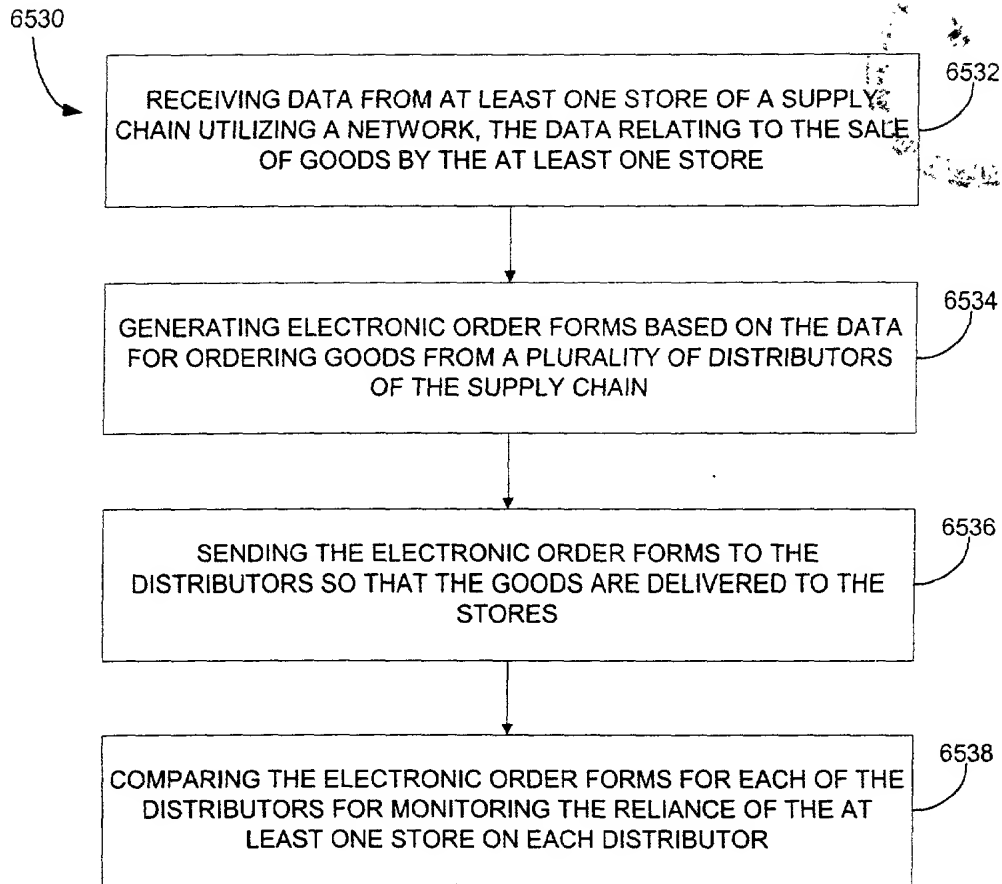 6530
6532
RECEIVING DATA FROM AT LEAST ONE STORE OF A SUPPLY
CHAIN UTILIZING A NETWORK, THE DATA RELATING TO THE SALE
OF GOODS BY THE AT LEAST ONE STORE
6534
GENERATING ELECTRONIC ORDER FORMS BASED ON THE DATA
FOR ORDERING GOODS FROM A PLURALITY OF DISTRIBUTORS
OF THE SUPPLY CHAIN
6536
SENDING THE ELECTRONIC ORDER FORMS TO THE
DISTRIBUTORS SO THAT THE GOODS ARE DELIVERED TO THE
STORES
6538
COMPARING THE ELECTRONIC ORDER FORMS FOR EACH OF THE
DISTRIBUTORS FOR MONITORING THE RELIANCE OF THE AT
LEAST ONE STORE ON EACH DISTRIBUTOR